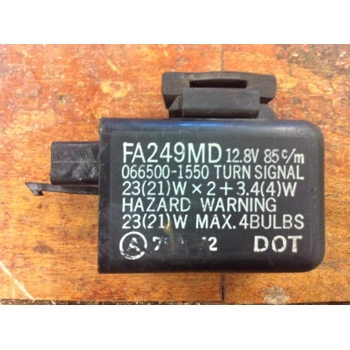 FA249MD 12.8V 85c/m
066500-1550 TURN SIGNAL
23(21)W × 2+3.4(4)W
HAZARD WARNING
23(21)W MAX.4BULBS
A DOT